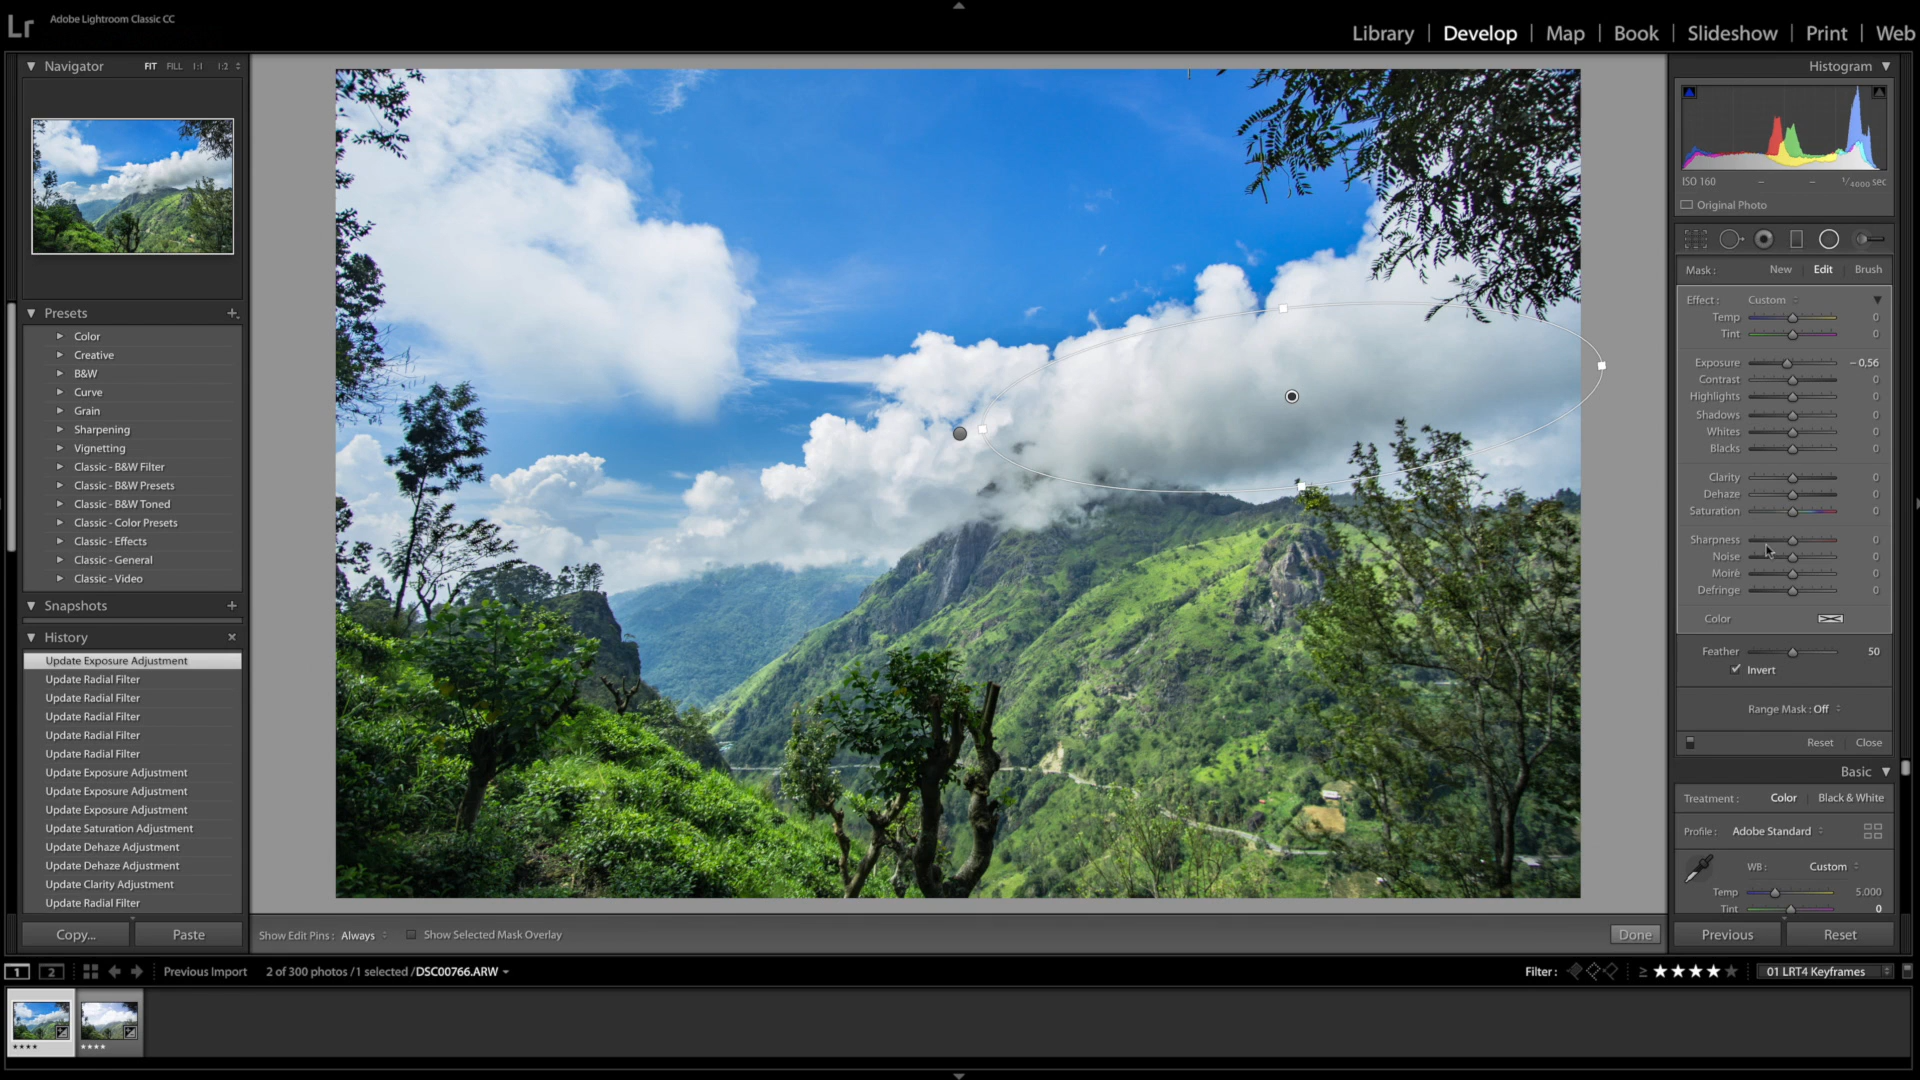 Lr
Adobe Lightroom Classic CC
Library | Develop | Map | Book | Slideshow | Print | Web
Navigator FIT FILL 1:1 1:2
Presets
Color
Creative
B&W
Curve
Grain
Sharpening
Vignetting
Classic - B&W Filter
Classic - B&W Presets
Classic - B&W Toned
Classic - Color Presets
Classic - Effects
Classic - General
Classic - Video
Snapshots
History
Update Exposure Adjustment
Update Radial Filter
Update Radial Filter
Update Radial Filter
Update Radial Filter
Update Radial Filter
Update Exposure Adjustment
Update Exposure Adjustment
Update Exposure Adjustment
Update Saturation Adjustment
Update Dehaze Adjustment
Update Dehaze Adjustment
Update Clarity Adjustment
Update Radial Filter
Copy... Paste
Show Edit Pins : Always Show Selected Mask Overlay Done
Histogram
ISO 160 – – 1/4000 sec
Original Photo
Mask : New Edit Brush
Effect : Custom
Temp 0
Tint 0
Exposure – 0,56
Contrast 0
Highlights 0
Shadows 0
Whites 0
Blacks 0
Clarity 0
Dehaze 0
Saturation 0
Sharpness 0
Noise 0
Moiré 0
Defringe 0
Color
Feather 50
Invert
Range Mask : Off
Reset Close
Basic
Treatment : Color | Black & White
Profile : Adobe Standard
WB : Custom
Temp 5.000
Tint 0
Previous Reset
1 2 Previous Import 2 of 300 photos / 1 selected / DSC00766.ARW Filter : ≥ ★★★★★ 01 LRT4 Keyframes
★★★★ ★★★★